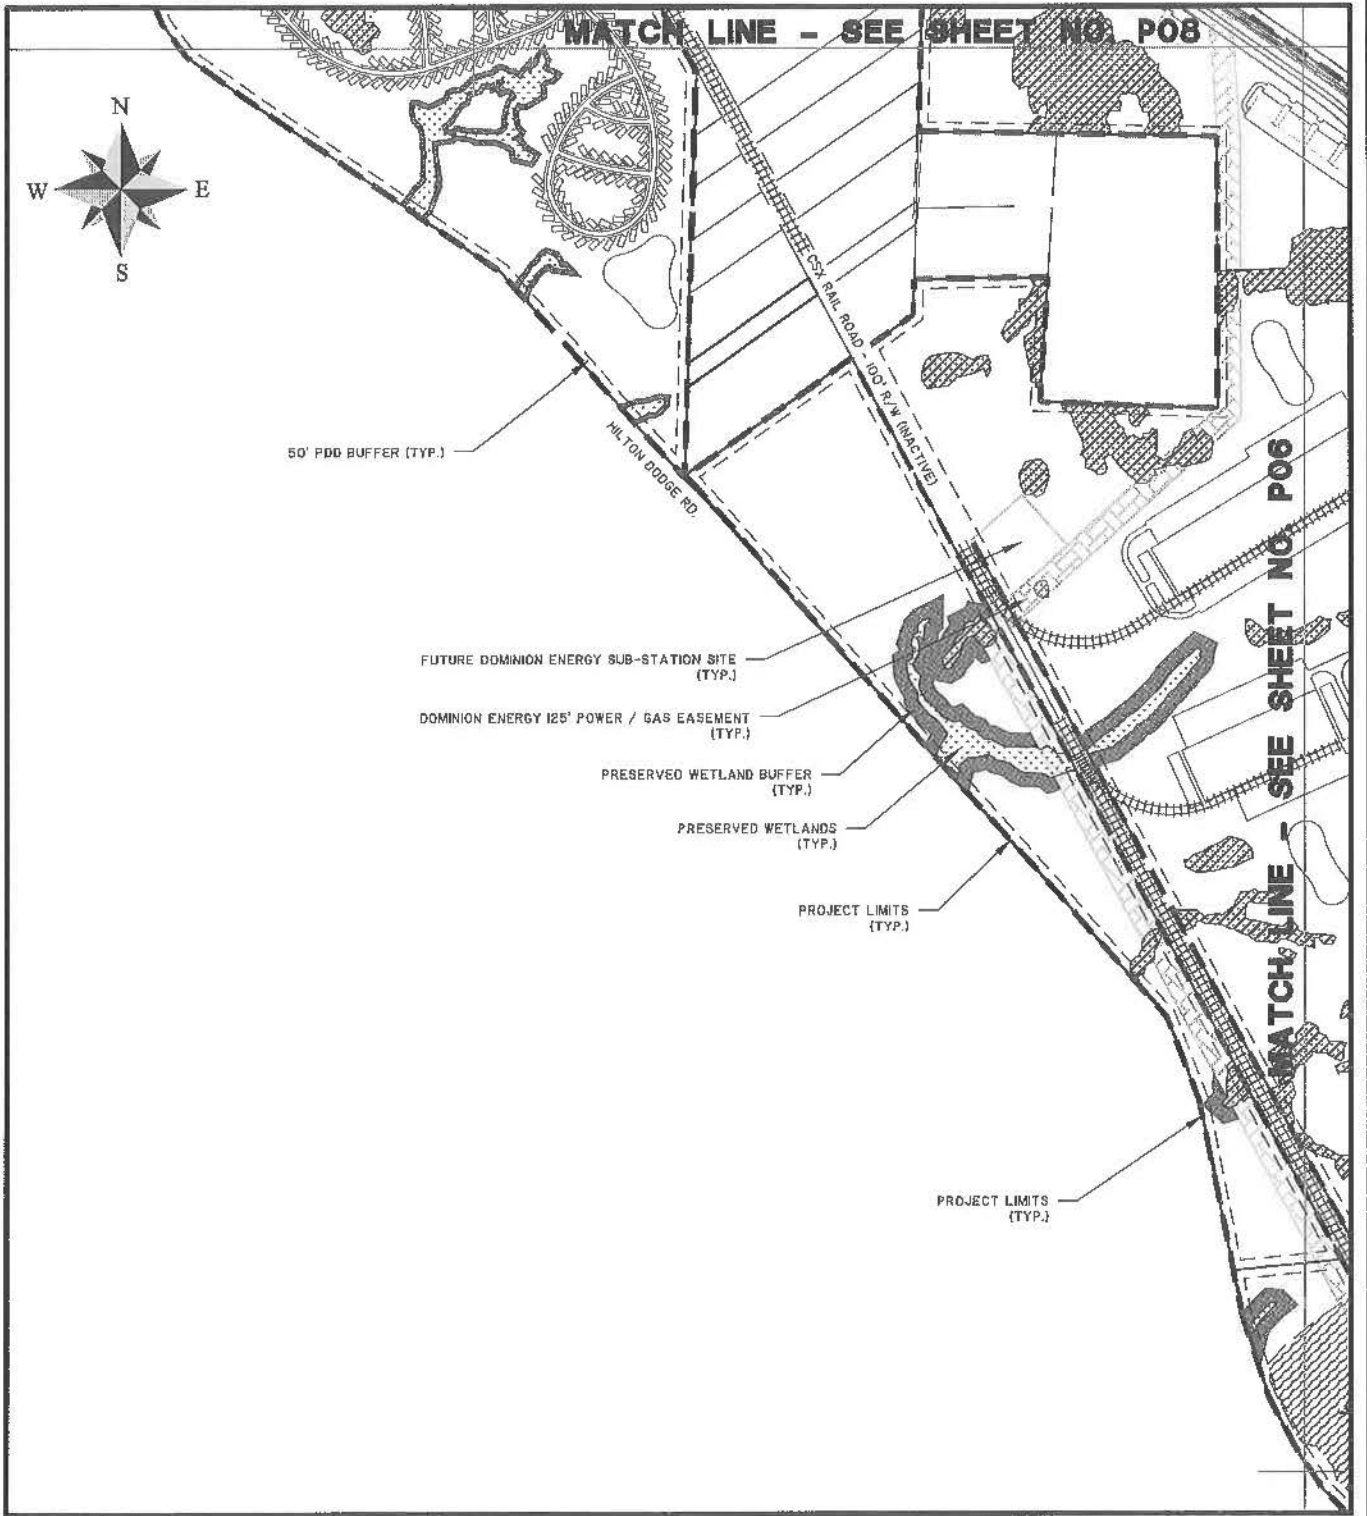 MATCH LINE - SEE SHEET NO. P08
N
W E
S
CSX RAIL ROAD - 100' R/W (INACTIVE)
50' PDD BUFFER (TYP.)
HILTON DODGE RD.
MATCH LINE - SEE SHEET NO. P06
FUTURE DOMINION ENERGY SUB-STATION SITE
(TYP.)
DOMINION ENERGY 125' POWER / GAS EASEMENT
(TYP.)
PRESERVED WETLAND BUFFER
(TYP.)
PRESERVED WETLANDS
(TYP.)
PROJECT LIMITS
(TYP.)
PROJECT LIMITS
(TYP.)